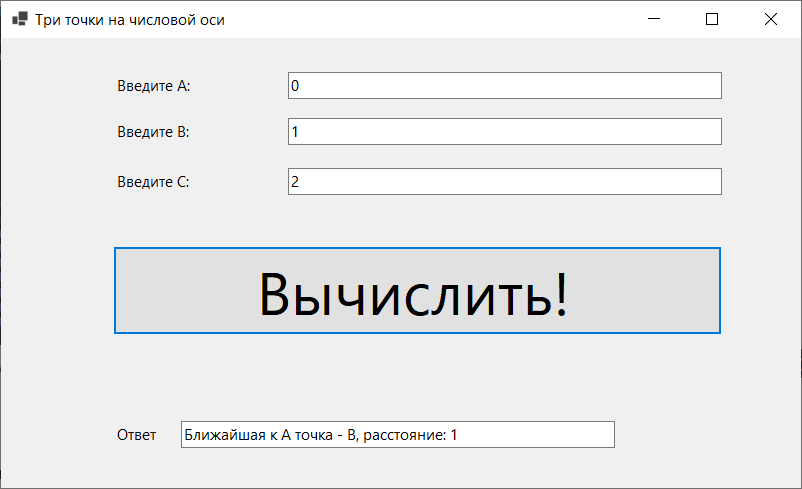 Три точки на числовой оси
Введите A: 0
Введите B: 1
Введите C: 2
Вычислить!
Ответ Ближайшая к A точка - B, расстояние: 1